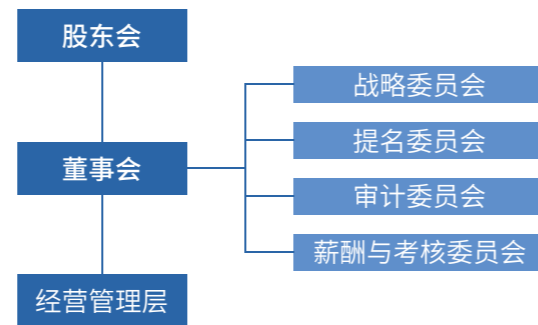 股东会
董事会
经营管理层
战略委员会
提名委员会
审计委员会
薪酬与考核委员会